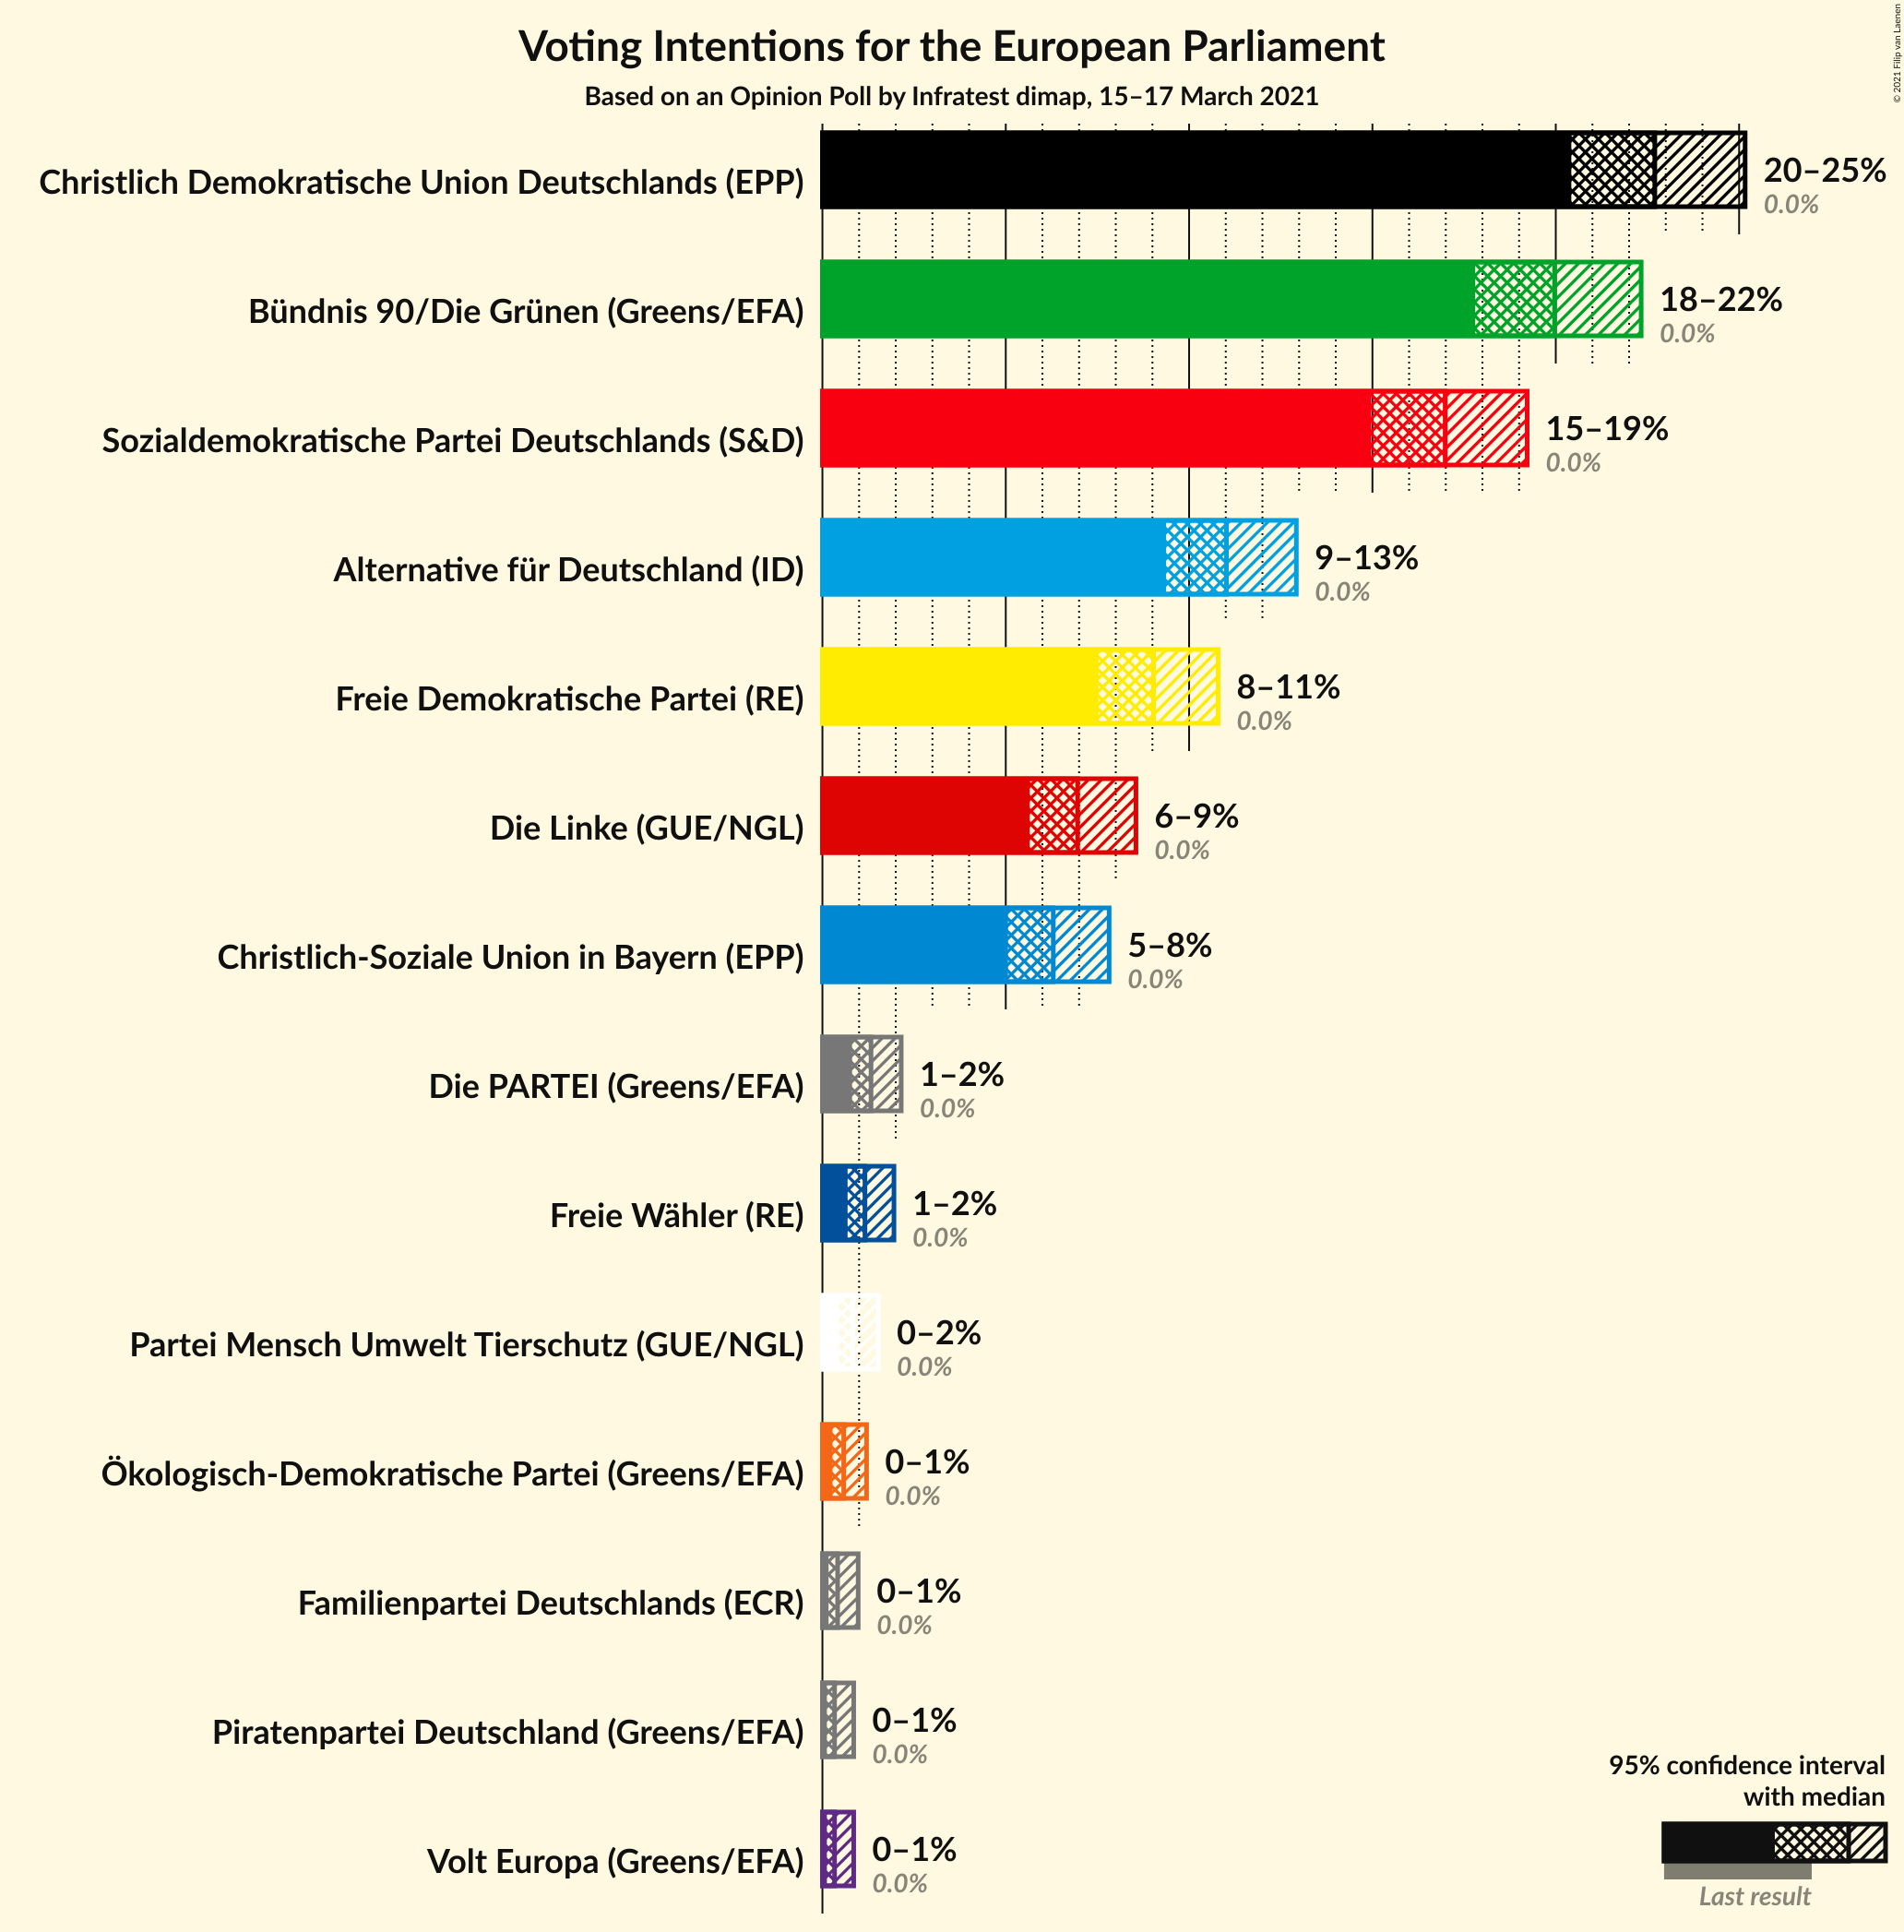 Voting Intentions for the European Parliament
Based on an Opinion Poll by Infratest dimap, 15–17 March 2021
© 2021 Filip van Laenen
Christlich Demokratische Union Deutschlands (EPP)
20–25%
0.0%
Bündnis 90/Die Grünen (Greens/EFA)
18–22%
0.0%
Sozialdemokratische Partei Deutschlands (S&D)
15–19%
0.0%
Alternative für Deutschland (ID)
9–13%
0.0%
Freie Demokratische Partei (RE)
8–11%
0.0%
Die Linke (GUE/NGL)
6–9%
0.0%
Christlich-Soziale Union in Bayern (EPP)
5–8%
0.0%
Die PARTEI (Greens/EFA)
1–2%
0.0%
Freie Wähler (RE)
1–2%
0.0%
Partei Mensch Umwelt Tierschutz (GUE/NGL)
0–2%
0.0%
Ökologisch-Demokratische Partei (Greens/EFA)
0–1%
0.0%
Familienpartei Deutschlands (ECR)
0–1%
0.0%
Piratenpartei Deutschland (Greens/EFA)
0–1%
0.0%
Volt Europa (Greens/EFA)
0–1%
0.0%
95% confidence interval
with median
Last result